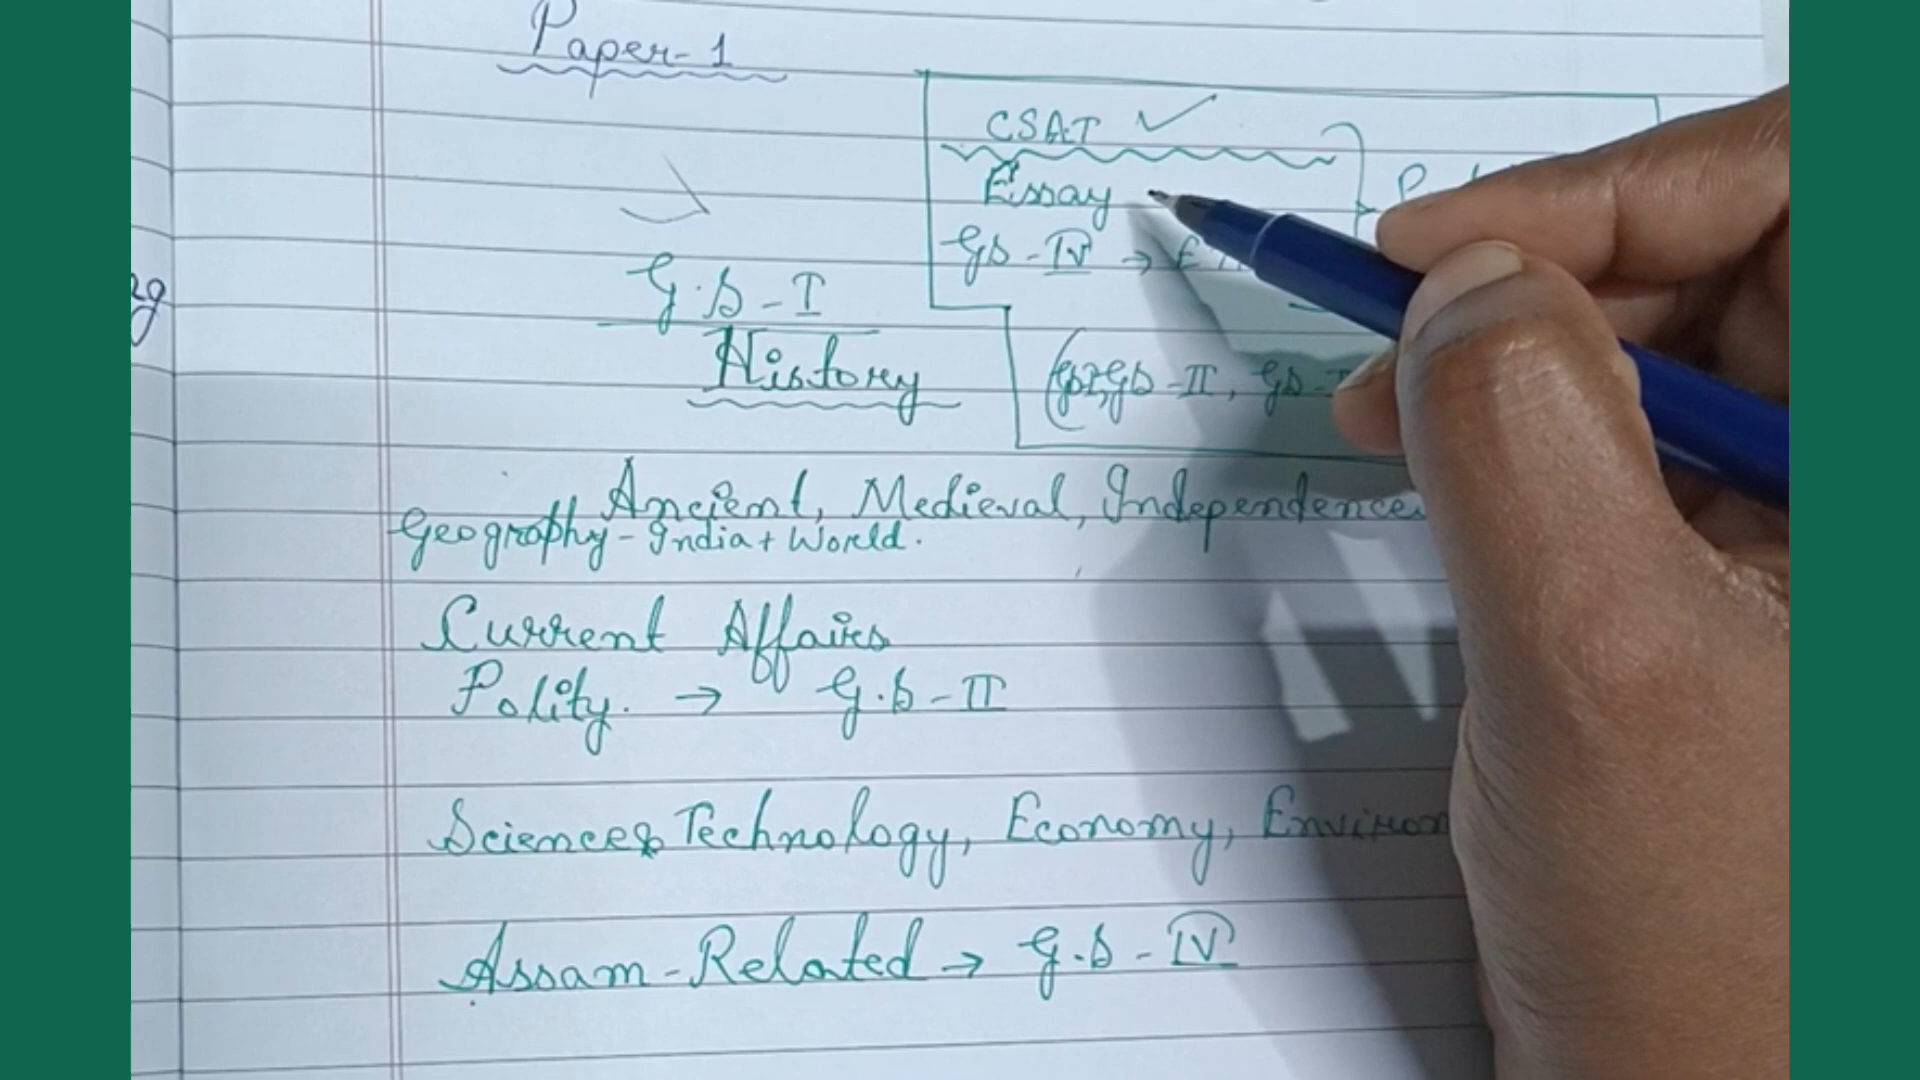 Paper-1
CSAT
Essay
GS-IV →
G.S-I
History
GS-II, GS-
Ancient, Medieval, Independence
Geography - India + World.
Current Affairs
Polity. → G.S-II
Science & Technology, Economy, Environ
Assam-Related → G.S-IV